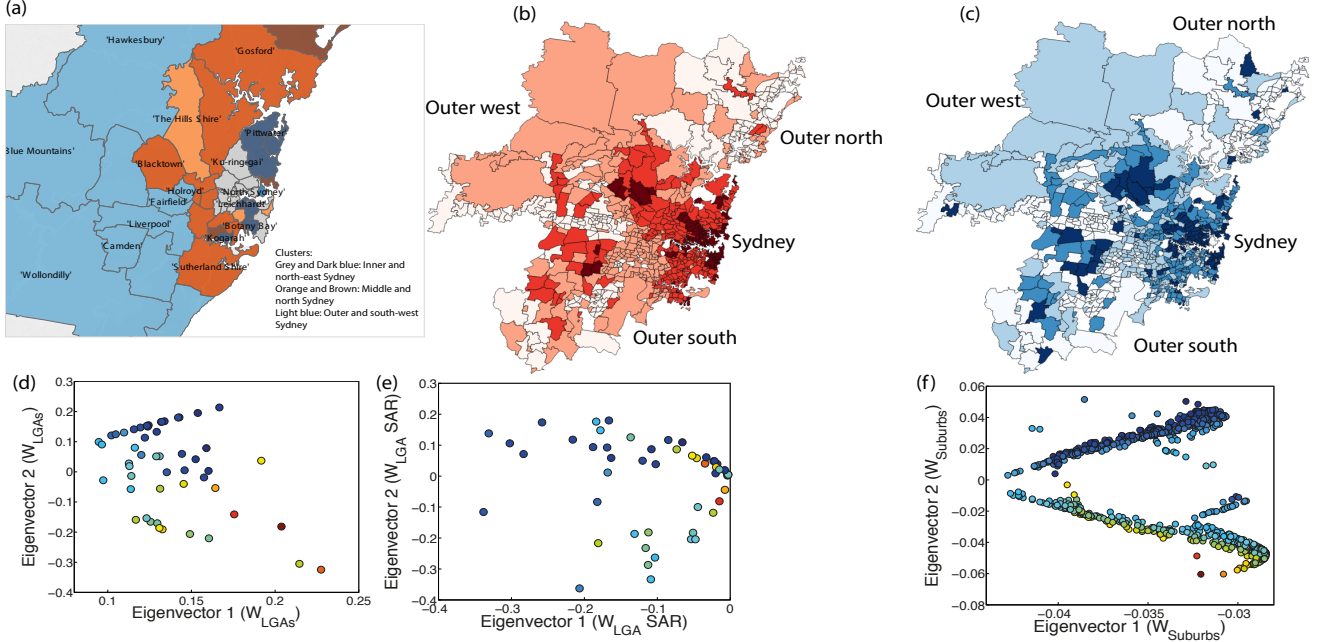 (a)
'Hawkesbury'
'Gosford'
'The Hills Shire'
'Pittwater'
Blue Mountains'
'Blacktown'
'Ku-ring-gai'
'Holroyd'
'North Sydney'
'Fairfield'
'Leichhardt'
'Liverpool'
'Botany Bay'
'Camden'
'Kogarah'
'Sutherland Shire'
'Wollondilly'
Clusters:
Grey and Dark blue: Inner and
north-east Sydney
Orange and Brown: Middle and
north Sydney
Light blue: Outer and south-west
Sydney
(b)
Outer west
Outer north
Sydney
Outer south
(c)
Outer north
Outer west
Sydney
Outer south
(d)
Eigenvector 2 (W_LGAs)
0.3
0.2
0.1
0
−0.1
−0.2
−0.3
−0.4
0.1
0.15
0.2
0.25
Eigenvector 1 (W_LGAs)
(e)
Eigenvector 2 (W_LGA SAR)
0.3
0.2
0.1
0
−0.1
−0.2
−0.3
−0.4
−0.4
−0.3
−0.2
−0.1
0
Eigenvector 1 (W_LGA SAR)
(f)
Eigenvector 2 (W_Suburbs)
0.06
0.04
0.02
0
−0.02
−0.04
−0.06
−0.08
−0.04
−0.035
−0.03
Eigenvector 1 (W_Suburbs)